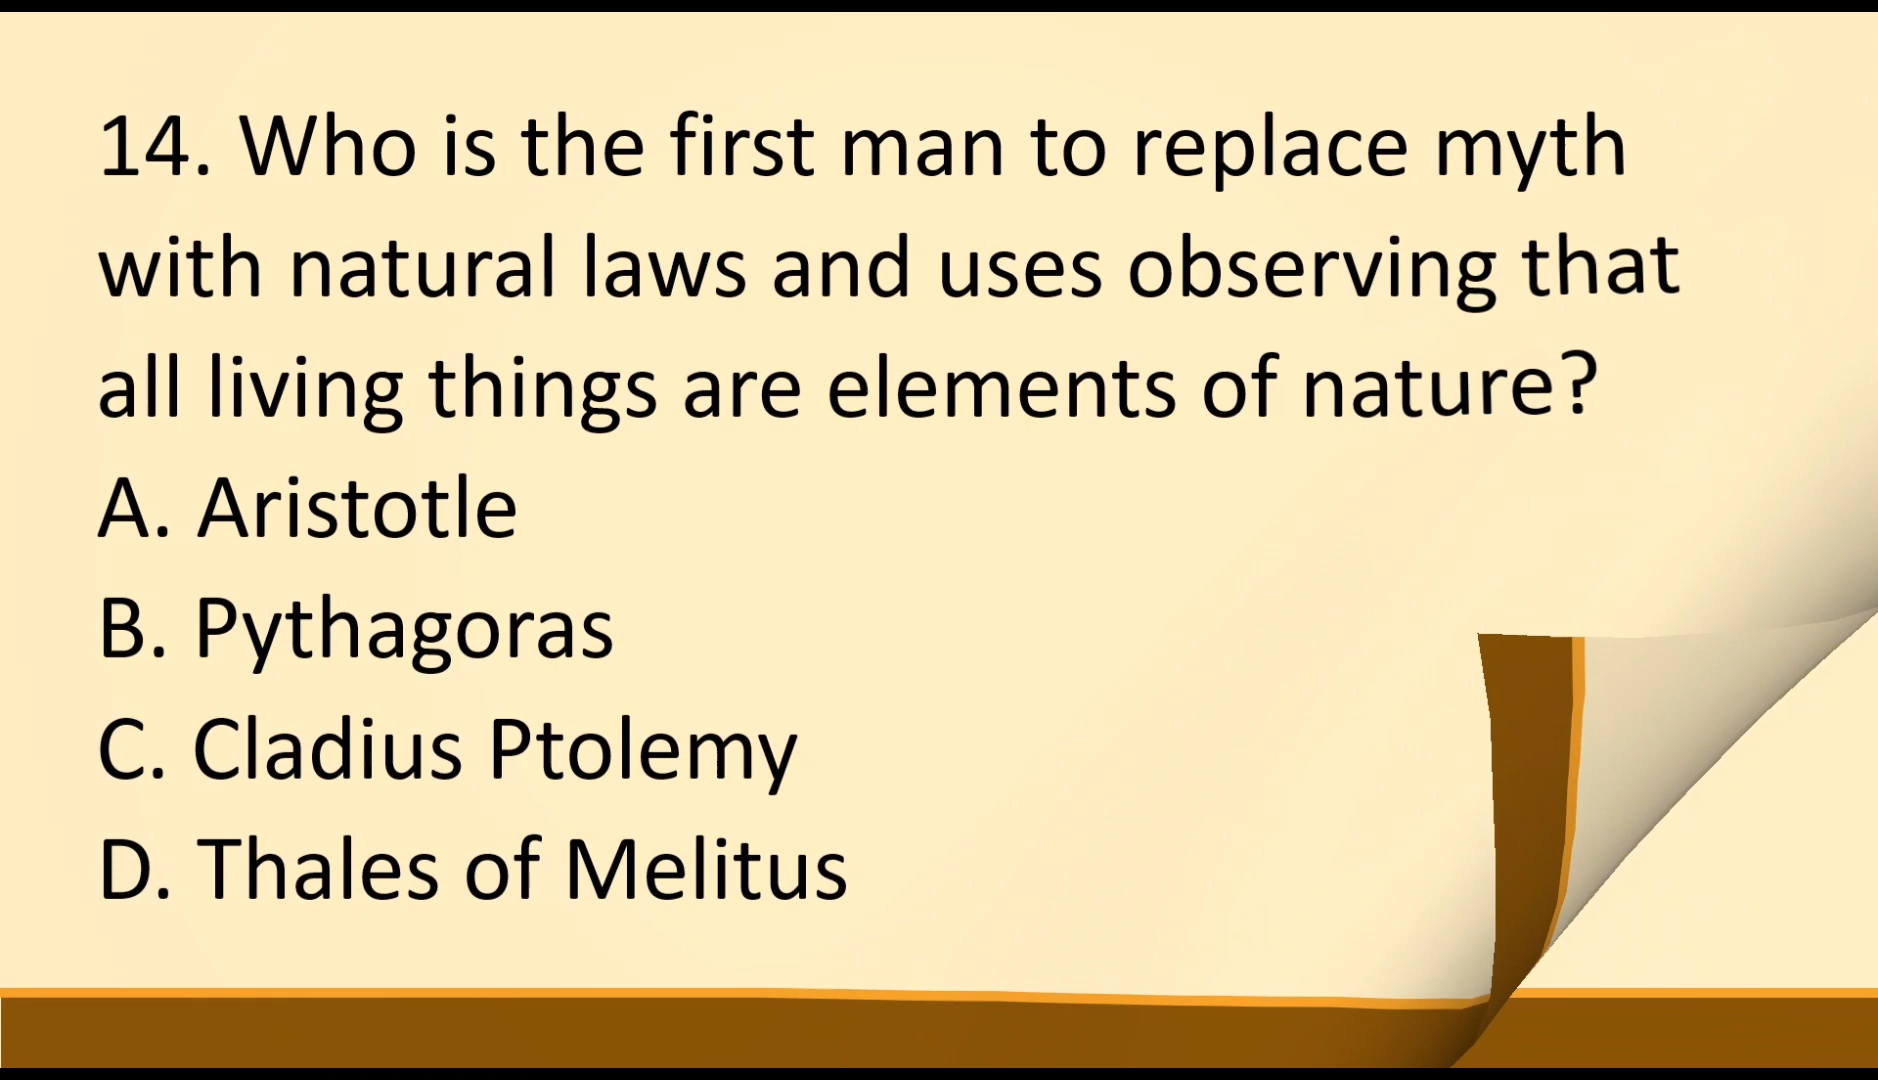 14. Who is the first man to replace myth
with natural laws and uses observing that
all living things are elements of nature?
A. Aristotle
B. Pythagoras
C. Cladius Ptolemy
D. Thales of Melitus